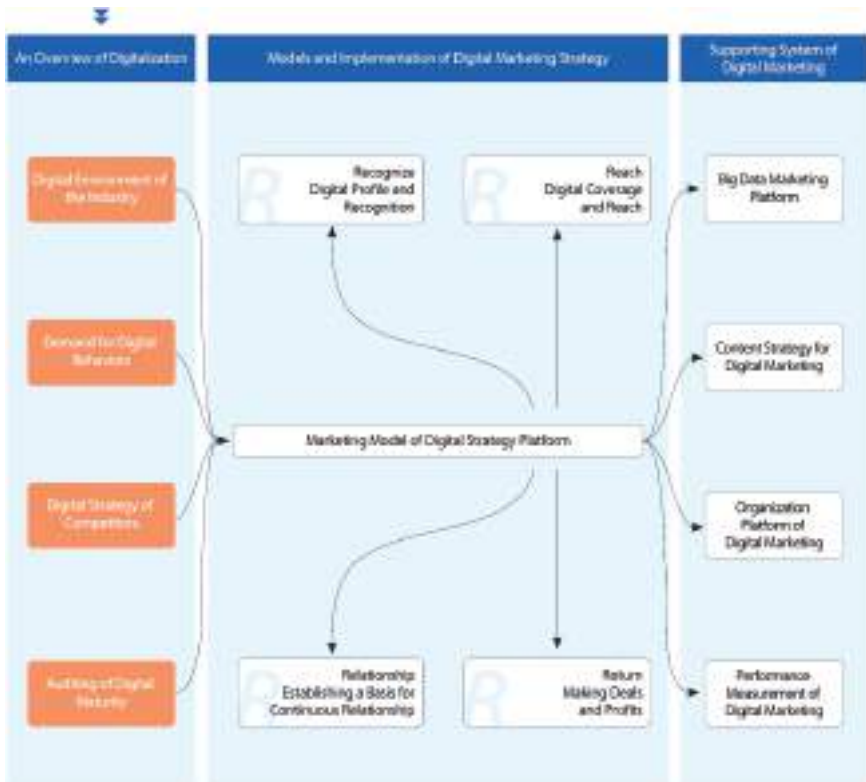 An Overview of Digitalization
Models and Implementation of Digital Marketing Strategy
Supporting System of
Digital Marketing
Digital Environment of
the Industry
Demand for Digital
Behaviors
Digital Strategy of
Competitors
Auditing of Digital
Maturity
R
Recognize
Digital Profile and
Recognition
R
Reach
Digital Coverage
and Reach
Marketing Model of Digital Strategy Platform
R
Relationship
Establishing a Basis for
Continuous Relationship
R
Return
Making Deals
and Profits
Big Data Marketing
Platform
Content Strategy for
Digital Marketing
Organization
Platform of
Digital Marketing
Performance
Measurement of
Digital Marketing